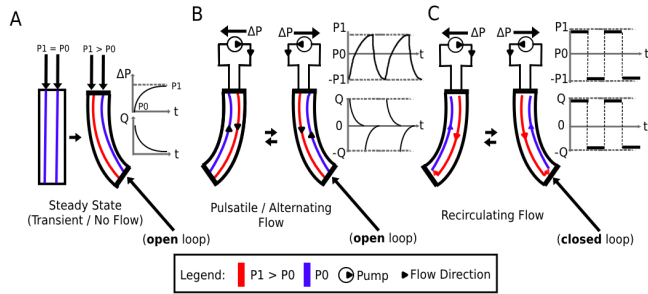 A
P1 = P0
P1 > P0
ΔP
P1
P0
t
Q
t
Steady State
(Transient / No Flow)
(open loop)
B
ΔP
ΔP
P1
P0
-P1
t
Q
0
-Q
t
Pulsatile / Alternating
Flow
(open loop)
C
ΔP
ΔP
P1
P0
-P1
t
Q
0
-Q
t
Recirculating Flow
(closed loop)
Legend:
P1 > P0
P0
Pump
Flow Direction